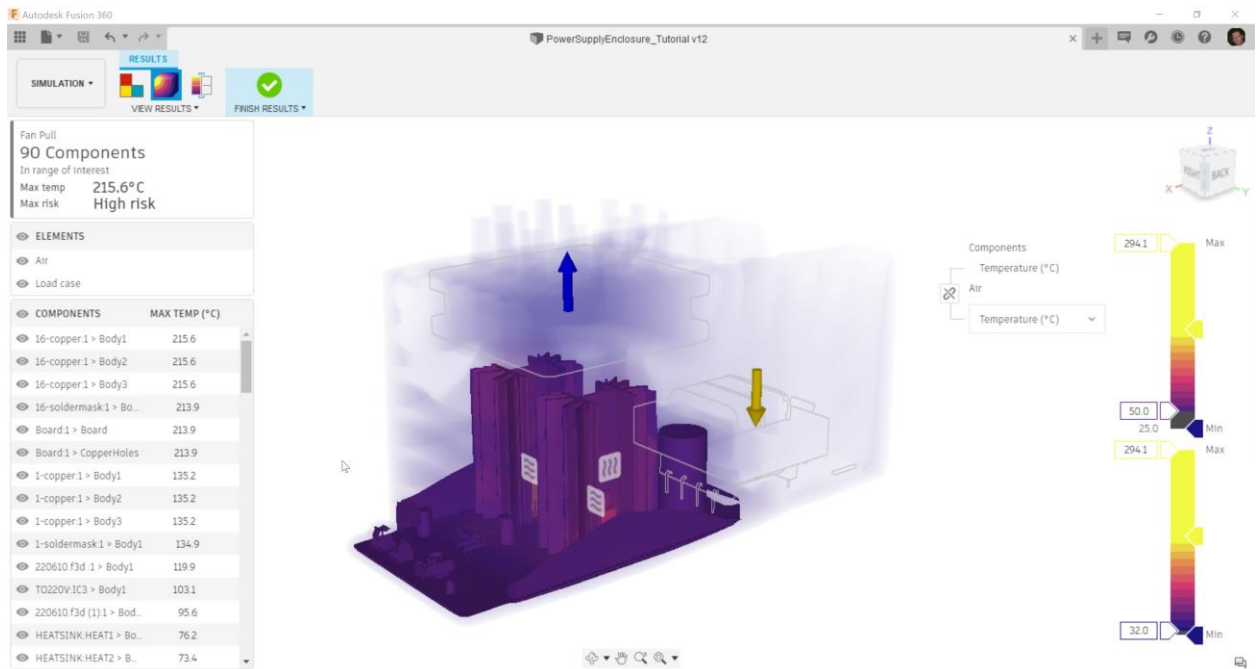 Autodesk Fusion 360
PowerSupplyEnclosure_Tutorial v12
RESULTS
SIMULATION
VIEW RESULTS
FINISH RESULTS
Fan Pull
90 Components
In range of interest
Max temp 215.6°C
Max risk High risk
ELEMENTS
Air
Load case
COMPONENTS MAX TEMP (°C)
16-copper:1 > Body1 215.6
16-copper:1 > Body2 215.6
16-copper:1 > Body3 215.6
16-soldermask:1 > Bo... 213.9
Board:1 > Board 213.9
Board:1 > CopperHoles 213.9
1-copper:1 > Body1 135.2
1-copper:1 > Body2 135.2
1-copper:1 > Body3 135.2
1-soldermask:1 > Body1 134.9
220610.f3d :1 > Body1 119.9
TO220V:IC3 > Body1 103.1
220610.f3d (1):1 > Bod... 95.6
HEATSINK:HEAT1 > Bo... 76.2
HEATSINK:HEAT2 > B... 73.4
Z
RIGHT BACK
X Y
Components
Temperature (°C)
Air
Temperature (°C)
294.1 Max
50.0
25.0 Min
294.1 Max
32.0 Min